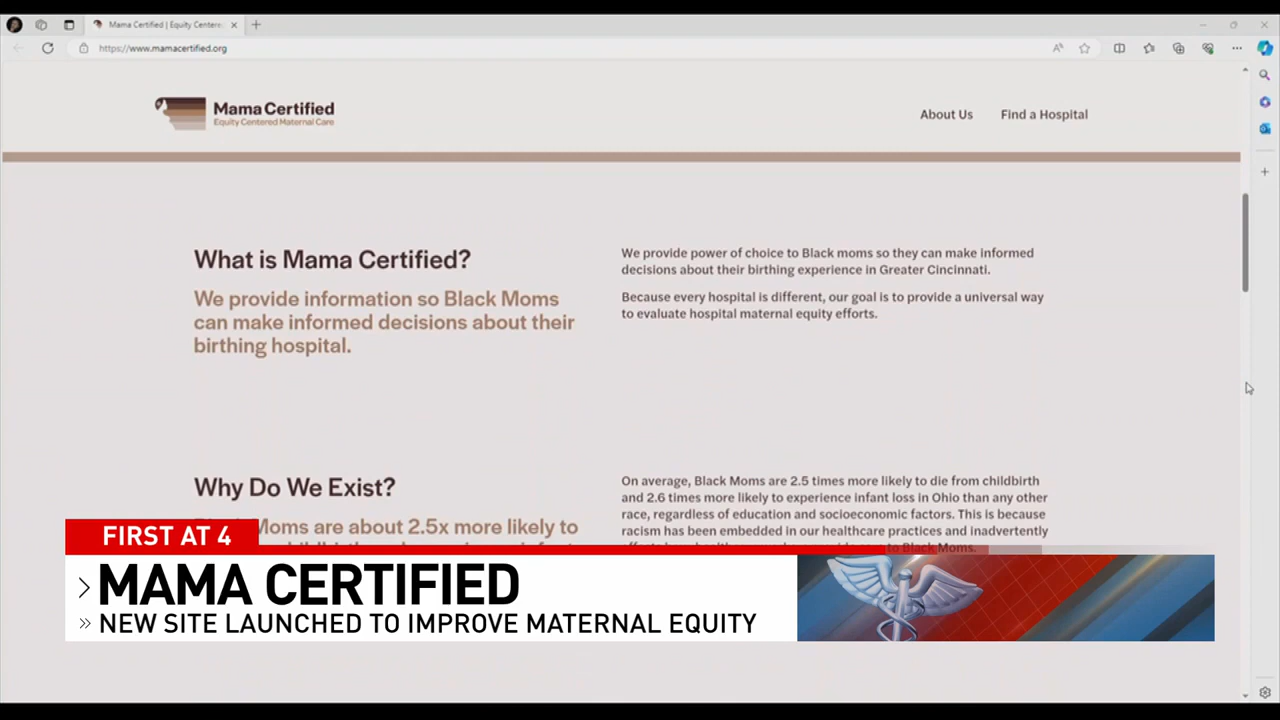 Mama Certified | Equity Centere
https://www.mamacertified.org
Mama Certified
Equity Centered Maternal Care
About Us
Find a Hospital
What is Mama Certified?
We provide information so Black Moms
can make informed decisions about their
birthing hospital.
We provide power of choice to Black moms so they can make informed
decisions about their birthing experience in Greater Cincinnati.
Because every hospital is different, our goal is to provide a universal way
to evaluate hospital maternal equity efforts.
Why Do We Exist?
Moms are about 2.5x more likely to
On average, Black Moms are 2.5 times more likely to die from childbirth
and 2.6 times more likely to experience infant loss in Ohio than any other
race, regardless of education and socioeconomic factors. This is because
racism has been embedded in our healthcare practices and inadvertently
to Black Moms.
FIRST AT 4
MAMA CERTIFIED
NEW SITE LAUNCHED TO IMPROVE MATERNAL EQUITY